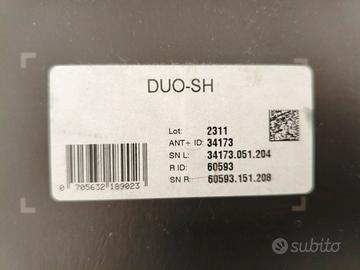 DUO-SH
Lot: 2311
ANT+ ID: 34173
SN L: 34173.051.204
R ID: 60593
SN R: 60593.151.208
0 705632 189023
subito